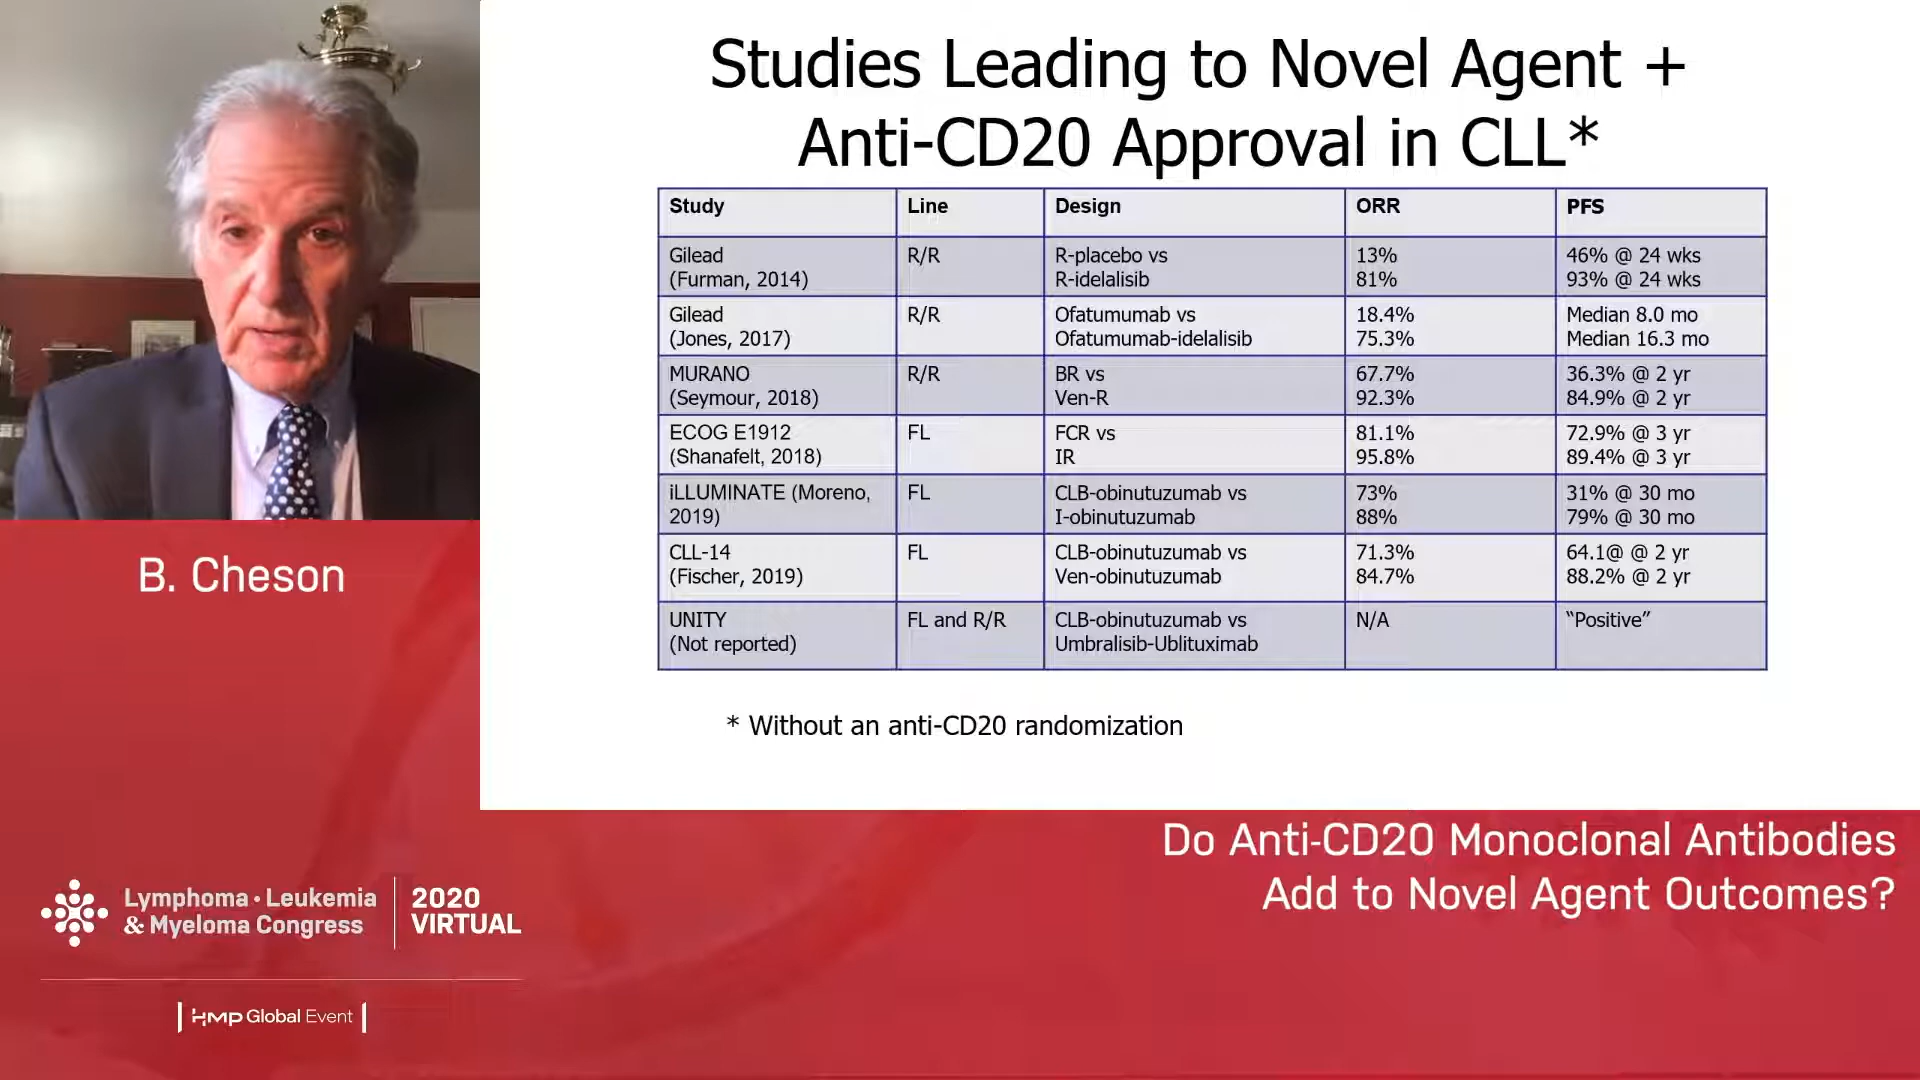 Studies Leading to Novel Agent +
Anti-CD20 Approval in CLL*
Study Line Design ORR PFS
Gilead R/R R-placebo vs 13% 46% @ 24 wks
(Furman, 2014) R-idelalisib 81% 93% @ 24 wks
Gilead R/R Ofatumumab vs 18.4% Median 8.0 mo
(Jones, 2017) Ofatumumab-idelalisib 75.3% Median 16.3 mo
MURANO R/R BR vs 67.7% 36.3% @ 2 yr
(Seymour, 2018) Ven-R 92.3% 84.9% @ 2 yr
ECOG E1912 FL FCR vs 81.1% 72.9% @ 3 yr
(Shanafelt, 2018) IR 95.8% 89.4% @ 3 yr
iLLUMINATE (Moreno, FL CLB-obinutuzumab vs 73% 31% @ 30 mo
2019) I-obinutuzumab 88% 79% @ 30 mo
CLL-14 FL CLB-obinutuzumab vs 71.3% 64.1@ @ 2 yr
(Fischer, 2019) Ven-obinutuzumab 84.7% 88.2% @ 2 yr
UNITY FL and R/R CLB-obinutuzumab vs N/A “Positive”
(Not reported) Umbralisib-Ublituximab
* Without an anti-CD20 randomization
B. Cheson
Do Anti-CD20 Monoclonal Antibodies
Add to Novel Agent Outcomes?
Lymphoma • Leukemia
& Myeloma Congress
2020
VIRTUAL
HMP Global Event